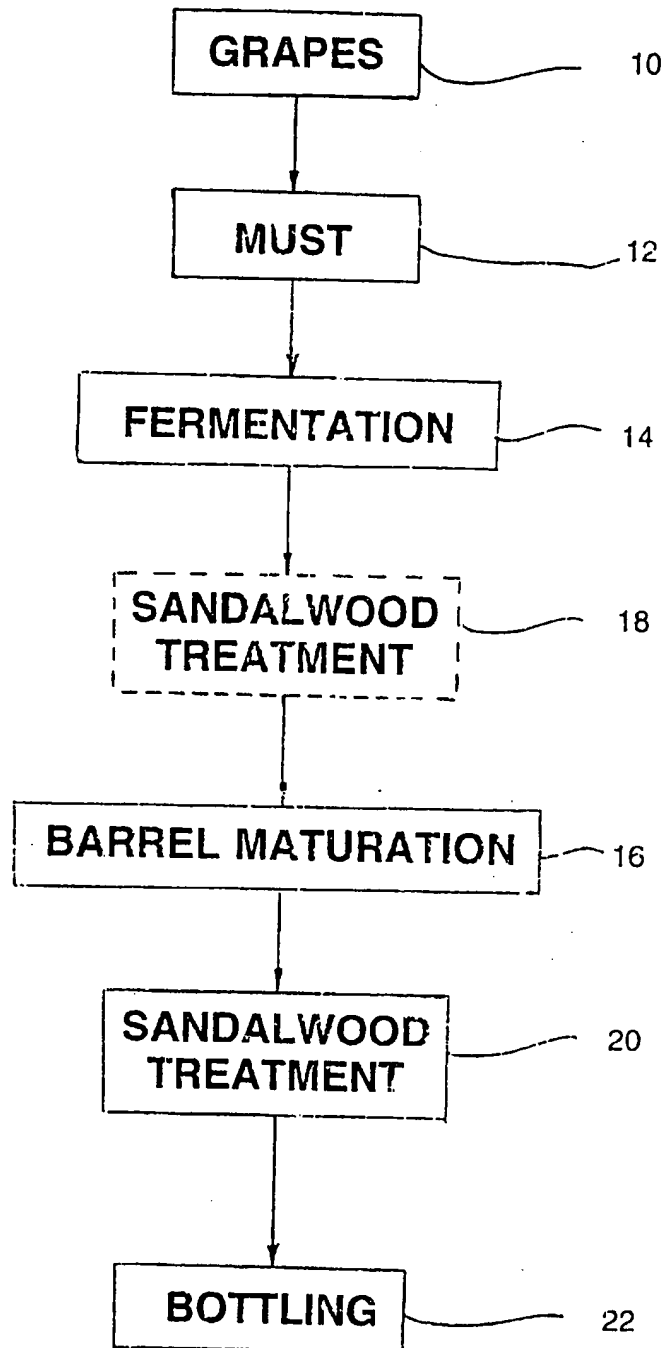 GRAPES
10
MUST
12
FERMENTATION
14
SANDALWOOD
TREATMENT
18
BARREL MATURATION
16
SANDALWOOD
TREATMENT
20
BOTTLING
22